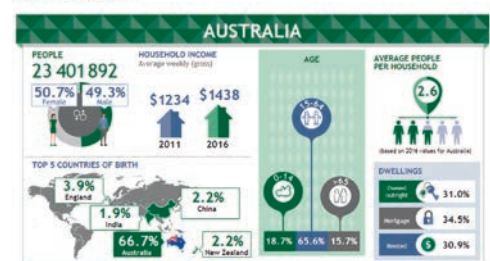 AUSTRALIA
PEOPLE
23 401 892
50.7% 49.3%
Female Male
HOUSEHOLD INCOME
Average weekly (gross)
$1234 $1438
2011 2016
TOP 5 COUNTRIES OF BIRTH
3.9%
England
1.9%
India
2.2%
China
66.7%
Australia
2.2%
New Zealand
AGE
15-64
0-14
>65
18.7% 65.6% 15.7%
AVERAGE PEOPLE
PER HOUSEHOLD
2.6
(Based on 2016 values for Australia)
DWELLINGS
Owned
outright
31.0%
Mortgage
34.5%
Rented
$
30.9%